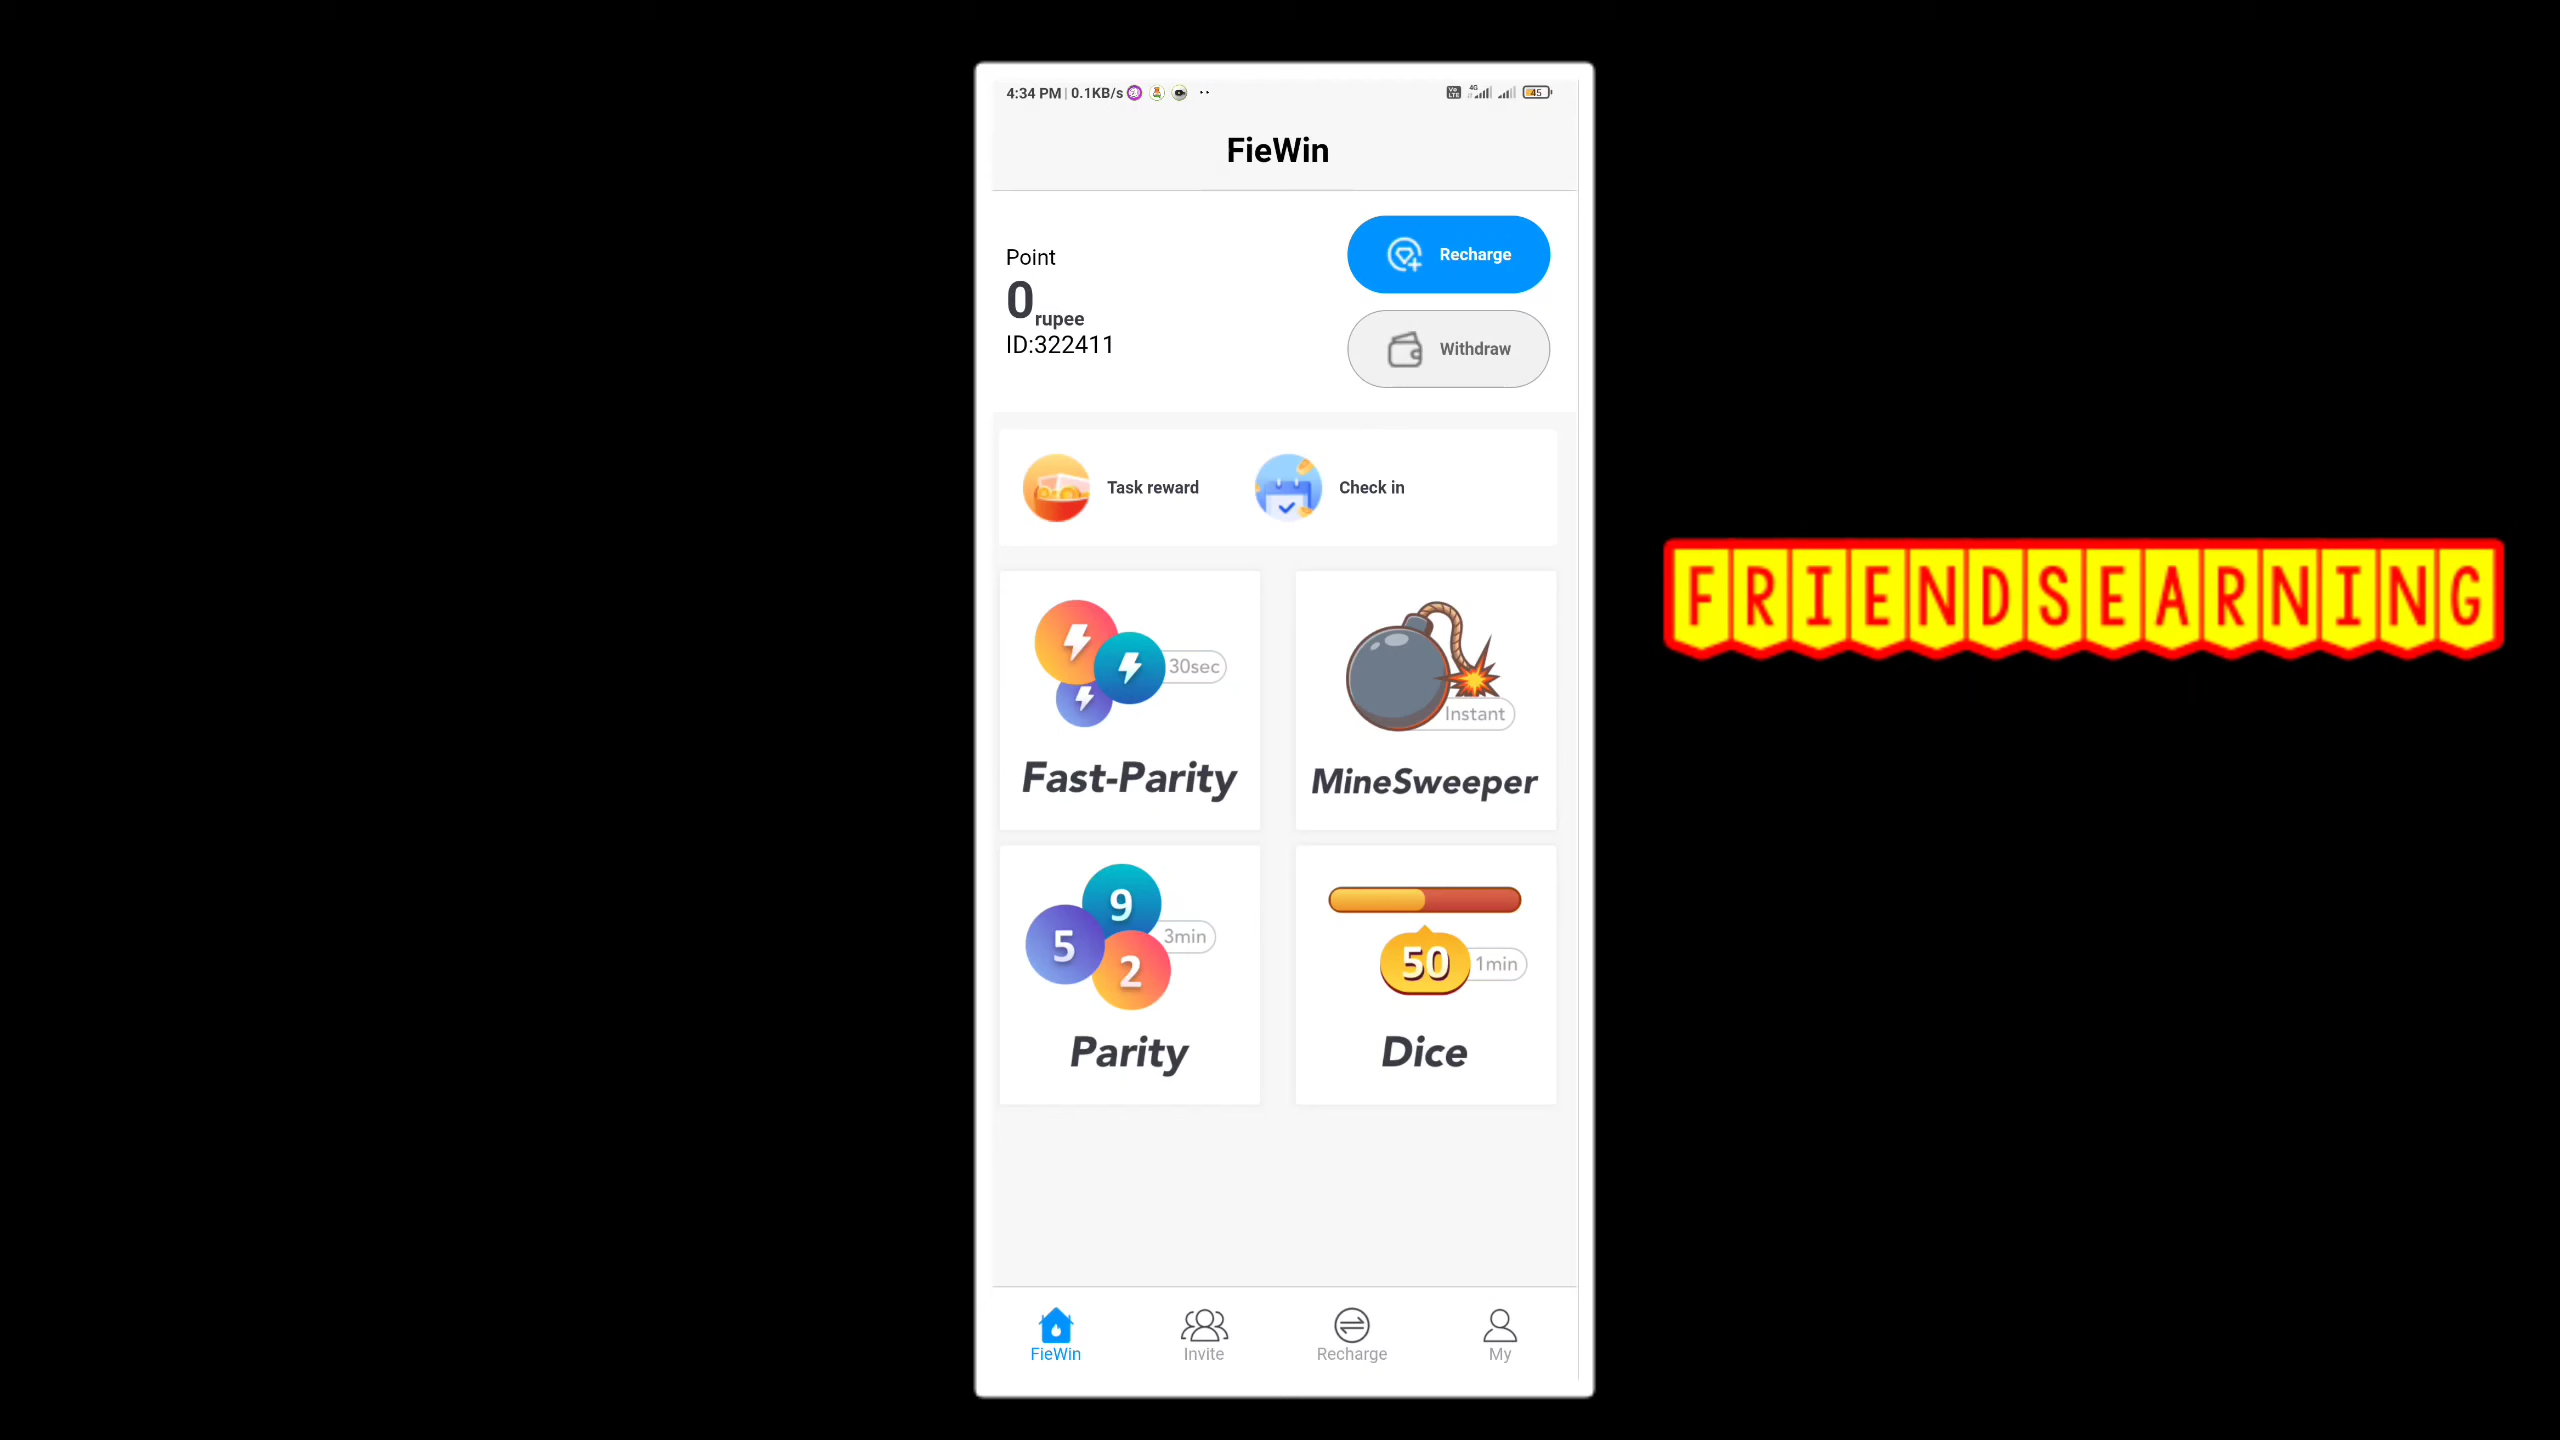 4:34 PM | 0.1KB/s
45
FieWin
Point
0 rupee
ID:322411
Recharge
Withdraw
Task reward
Check in
30sec
Fast-Parity
Instant
MineSweeper
9
5
2
3min
Parity
50
1min
Dice
FieWin
Invite
Recharge
My
FRIENDSEARNING